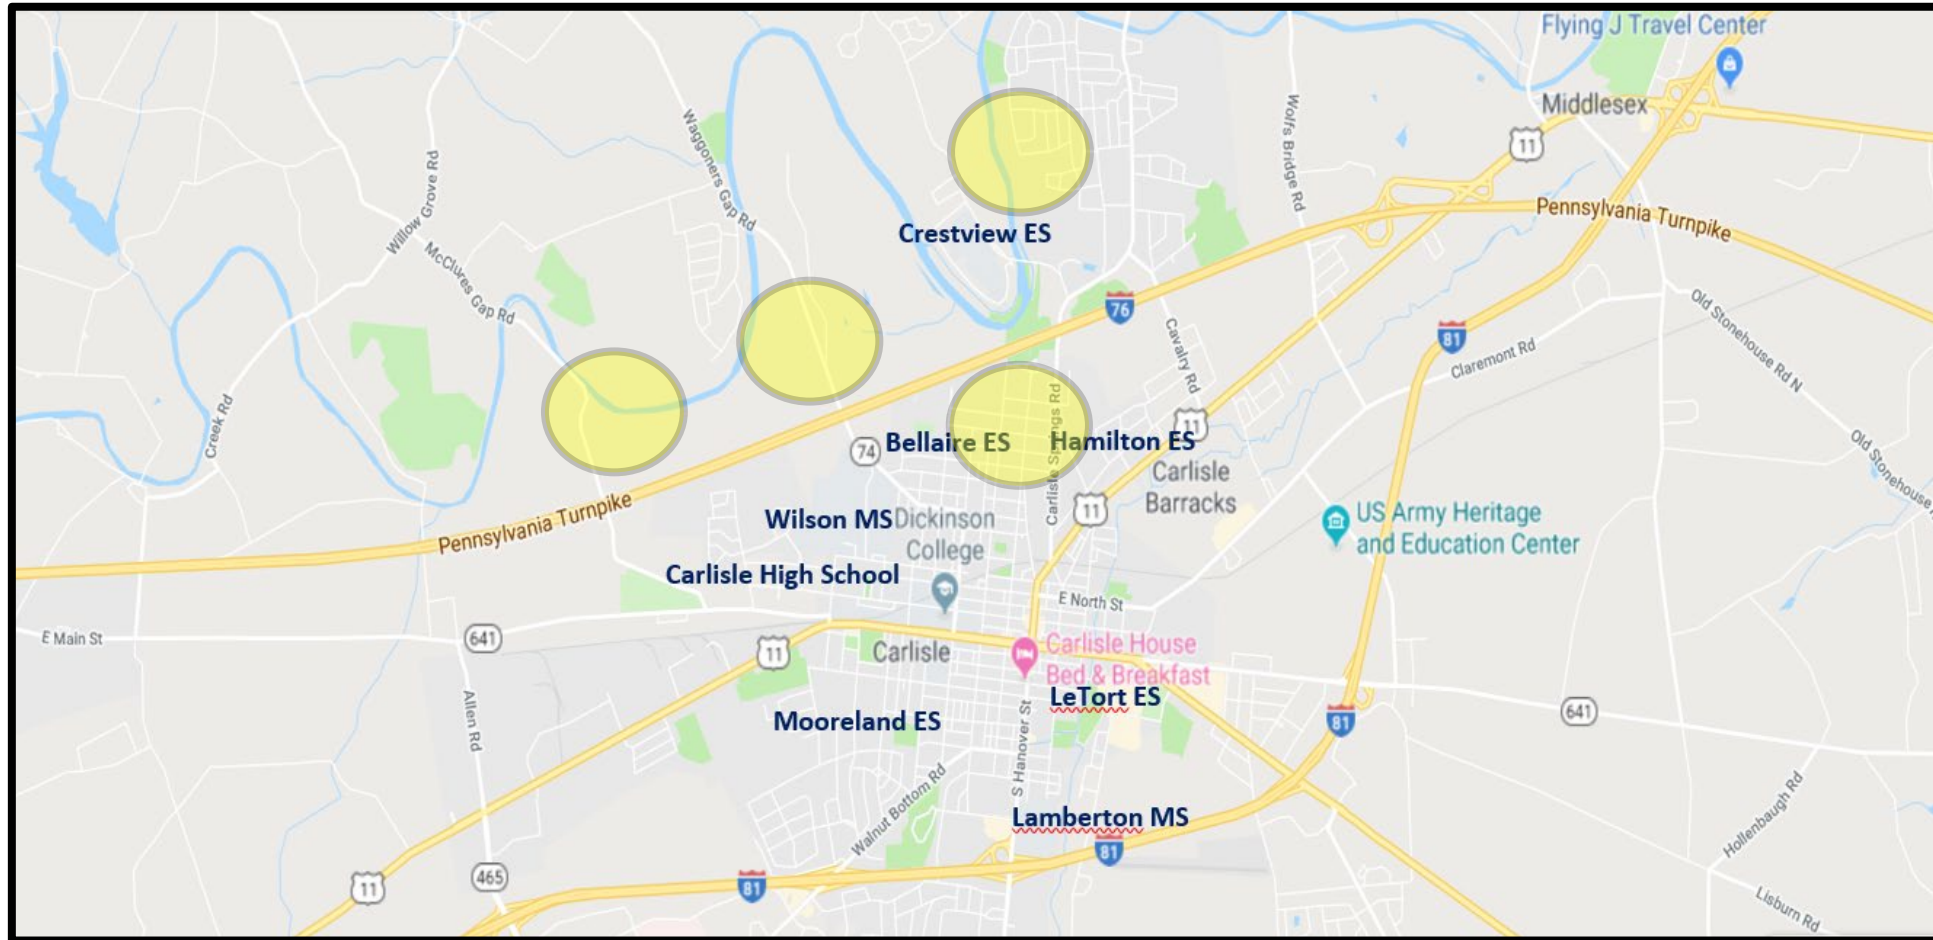 Flying J Travel Center
Middlesex
11
Wolf's Bridge Rd
Waggoners Gap Rd
Willow Grove Rd
McClures Gap Rd
Crestview ES
Pennsylvania Turnpike
76
81
Cavalry Rd
Claremont Rd
Old Stonehouse Rd N
Old Stonehouse
Creek Rd
Carlisle Springs Rd
11
74
Bellaire ES
Hamilton ES
Carlisle
Barracks
11
Pennsylvania Turnpike
Wilson MS
Dickinson
College
US Army Heritage
and Education Center
Carlisle High School
E North St
E Main St
641
11
Carlisle
Carlisle House
Bed & Breakfast
LeTort ES
Allen Rd
Mooreland ES
S Hanover St
81
641
Walnut Bottom Rd
Lamberton MS
81
Hollenbaugh Rd
11
465
81
Lisburn Rd